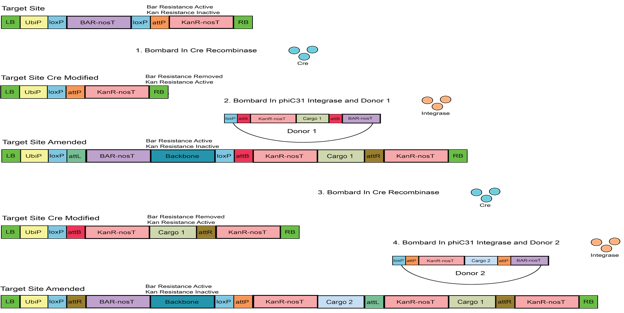 Target Site
Bar Resistance Active
Kan Resistance Inactive
LB UbiP loxP BAR-nosT loxP attP KanR-nosT RB
1. Bombard In Cre Recombinase
Cre
Target Site Cre Modified
Bar Resistance Removed
Kan Resistance Active
LB UbiP loxP attP KanR-nosT RB
2. Bombard In phiC31 Integrase and Donor 1
Integrase
loxP attB KanR-nosT Cargo 1 attB BAR-nosT
Donor 1
Target Site Amended
Bar Resistance Active
Kan Resistance Inactive
LB UbiP loxP attL BAR-nosT Backbone loxP attB KanR-nosT Cargo 1 attR KanR-nosT RB
3. Bombard In Cre Recombinase
Cre
Target Site Cre Modified
Bar Resistance Removed
Kan Resistance Active
LB UbiP loxP attB KanR-nosT Cargo 1 attR KanR-nosT RB
4. Bombard In phiC31 Integrase and Donor 2
Integrase
loxP attP KanR-nosT Cargo 2 attP BAR-nosT
Donor 2
Target Site Amended
Bar Resistance Active
Kan Resistance Inactive
LB UbiP loxP attR BAR-nosT Backbone loxP attP KanR-nosT Cargo 2 attL KanR-nosT Cargo 1 attR KanR-nosT RB